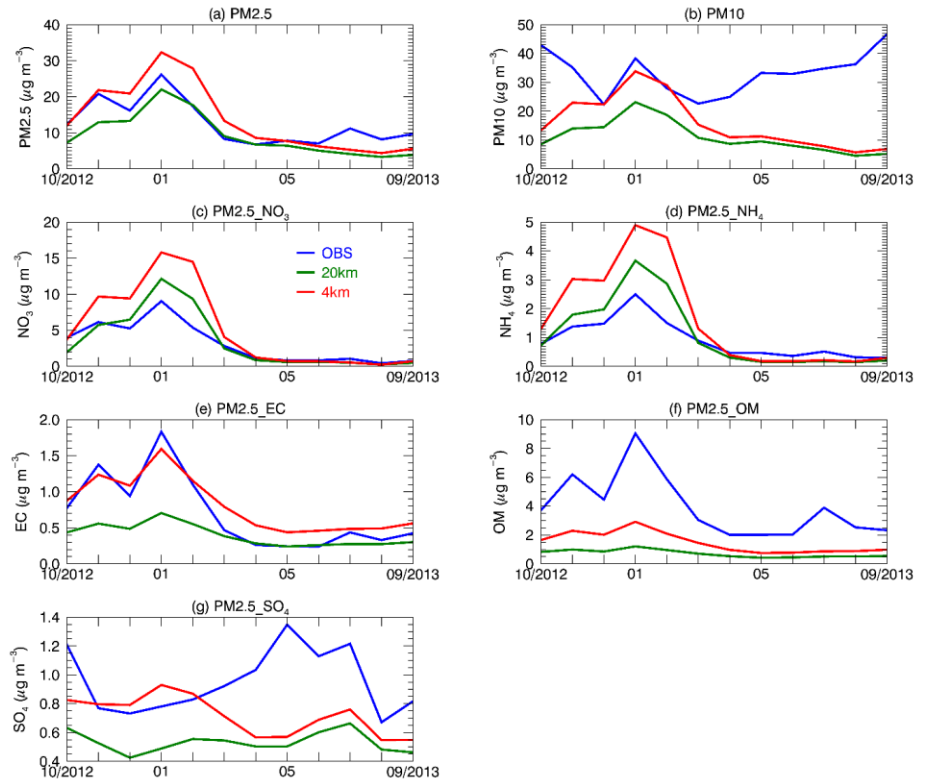 (a) PM2.5
PM2.5 (µg m⁻³)
40
30
20
10
0
10/2012 01 05 09/2013
(b) PM10
PM10 (µg m⁻³)
50
40
30
20
10
0
10/2012 01 05 09/2013
(c) PM2.5_NO₃
NO₃ (µg m⁻³)
20
15
10
5
0
OBS
20km
4km
10/2012 01 05 09/2013
(d) PM2.5_NH₄
NH₄ (µg m⁻³)
5
4
3
2
1
0
10/2012 01 05 09/2013
(e) PM2.5_EC
EC (µg m⁻³)
2.0
1.5
1.0
0.5
0.0
10/2012 01 05 09/2013
(f) PM2.5_OM
OM (µg m⁻³)
10
8
6
4
2
0
10/2012 01 05 09/2013
(g) PM2.5_SO₄
SO₄ (µg m⁻³)
1.4
1.2
1.0
0.8
0.6
0.4
10/2012 01 05 09/2013